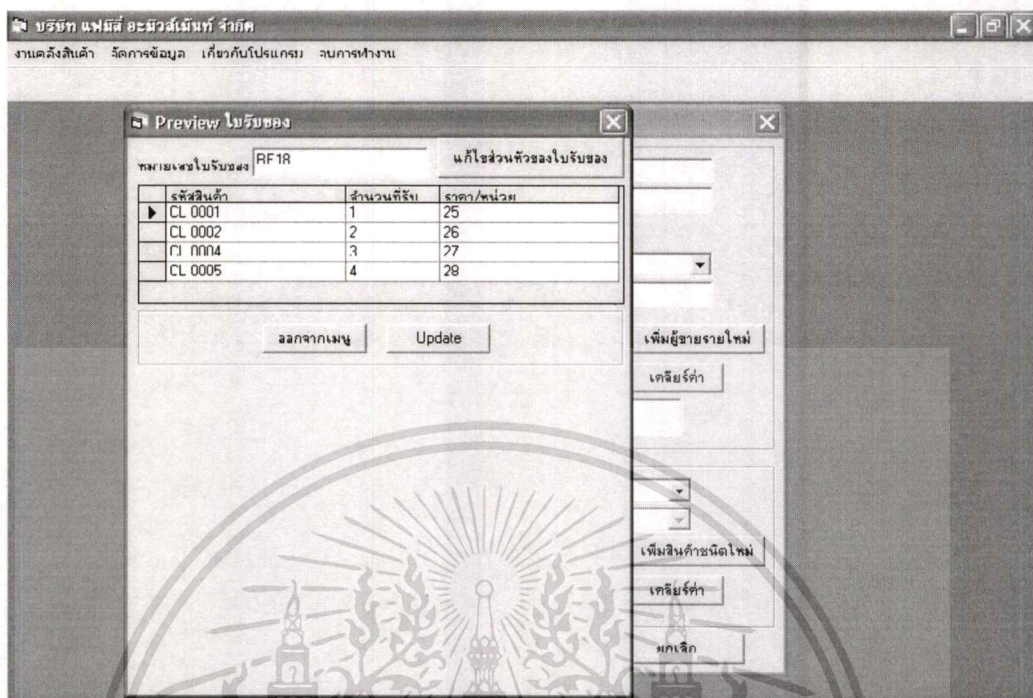 บริษัท แฟมิลี่ อะมิวส์เม้นท์ จำกัด
งานคลังสินค้า จัดการข้อมูล เกี่ยวกับโปรแกรม จบการทำงาน
Preview ใบรับของ
หมายเลขใบรับของ RF18 แก้ไขส่วนหัวของใบรับของ
รหัสสินค้า จำนวนที่รับ ราคา/หน่วย
CL 0001 1 25
CL 0002 2 26
CL 0004 3 27
CL 0005 4 28
ออกจากเมนู Update
เพิ่มผู้ขายรายใหม่
เคลียร์ค่า
เพิ่มสินค้าชนิดใหม่
เคลียร์ค่า
ยกเลิก